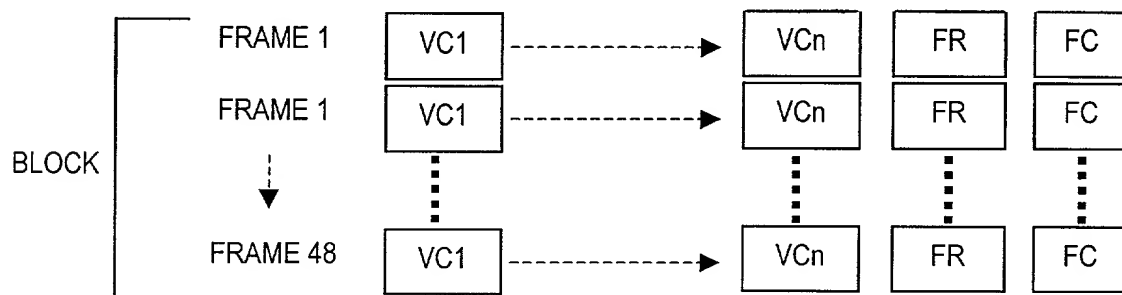 FRAME 1 VC1 VCn FR FC
FRAME 1 VC1 VCn FR FC
BLOCK
FRAME 48 VC1 VCn FR FC